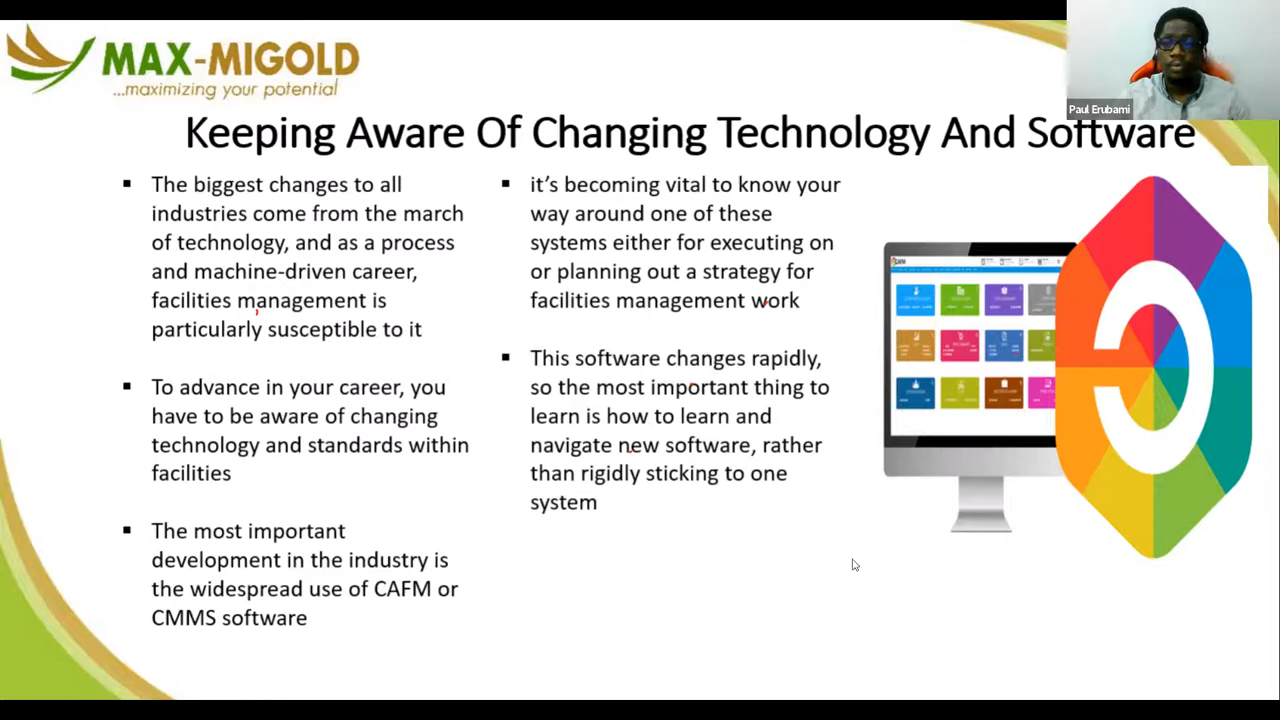 MAX-MIGOLD
...maximizing your potential
Paul Erubami
Keeping Aware Of Changing Technology And Software
▪ The biggest changes to all
industries come from the march
of technology, and as a process
and machine-driven career,
facilities management is
particularly susceptible to it
▪ To advance in your career, you
have to be aware of changing
technology and standards within
facilities
▪ The most important
development in the industry is
the widespread use of CAFM or
CMMS software
▪ it’s becoming vital to know your
way around one of these
systems either for executing on
or planning out a strategy for
facilities management work
▪ This software changes rapidly,
so the most important thing to
learn is how to learn and
navigate new software, rather
than rigidly sticking to one
system